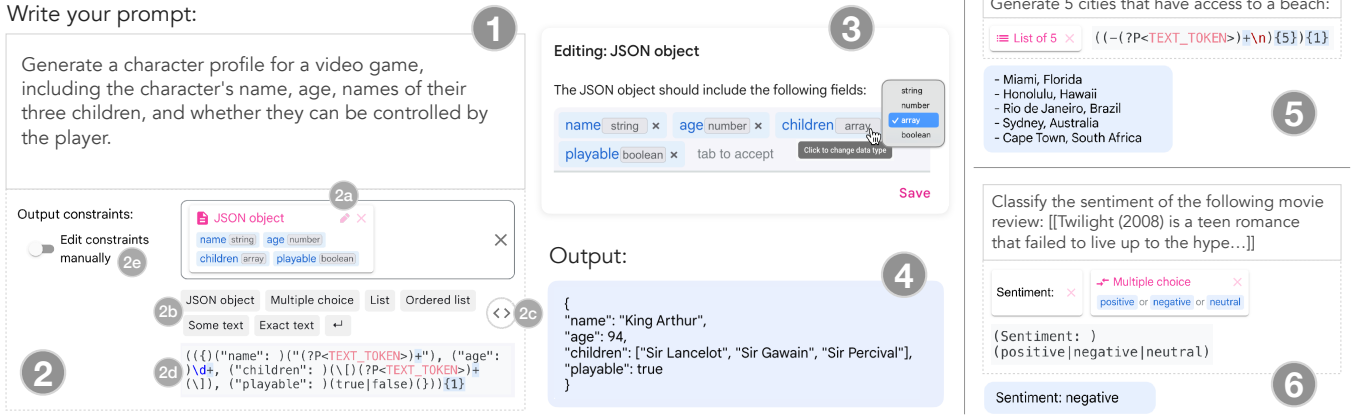 Write your prompt:
1
Generate a character profile for a video game,
including the character's name, age, names of their
three children, and whether they can be controlled by
the player.
Output constraints:
Edit constraints
manually
2e
2a
JSON object
name string age number
children array playable boolean
2b
JSON object Multiple choice List Ordered list
Some text Exact text ↵
<> 2c
2
2d
(({)("name": )("(?P<TEXT_TOKEN>)+"), ("age":
)\d+, ("children": )(\[)(?P<TEXT_TOKEN>)+
(\]), ("playable": )(true|false)(})){1}
3
Editing: JSON object
The JSON object should include the following fields:
name string × age number × children array
playable boolean × tab to accept
string
number
✓ array
boolean
Click to change data type
Save
Output:
4
{
"name": "King Arthur",
"age": 94,
"children": ["Sir Lancelot", "Sir Gawain", "Sir Percival"],
"playable": true
}
Generate 5 cities that have access to a beach:
List of 5 × ((-(?P<TEXT_TOKEN>)+\n){5}){1}
- Miami, Florida
- Honolulu, Hawaii
- Rio de Janeiro, Brazil
- Sydney, Australia
- Cape Town, South Africa
5
Classify the sentiment of the following movie
review: [[Twilight (2008) is a teen romance
that failed to live up to the hype...]]
Sentiment: ×
Multiple choice ×
positive or negative or neutral
(Sentiment: )
(positive|negative|neutral)
6
Sentiment: negative